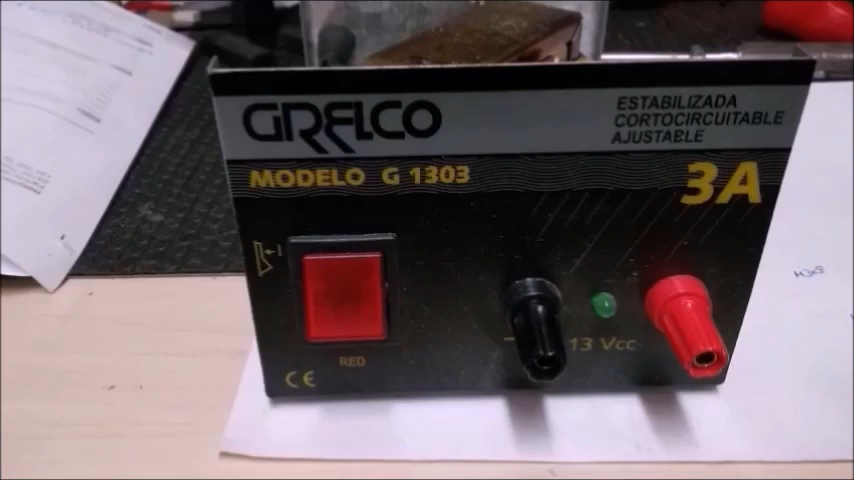 GRELCO
ESTABILIZADA
CORTOCIRCUITABLE
AJUSTABLE
MODELO G 1303
3A
- 13 Vcc
RED
CE